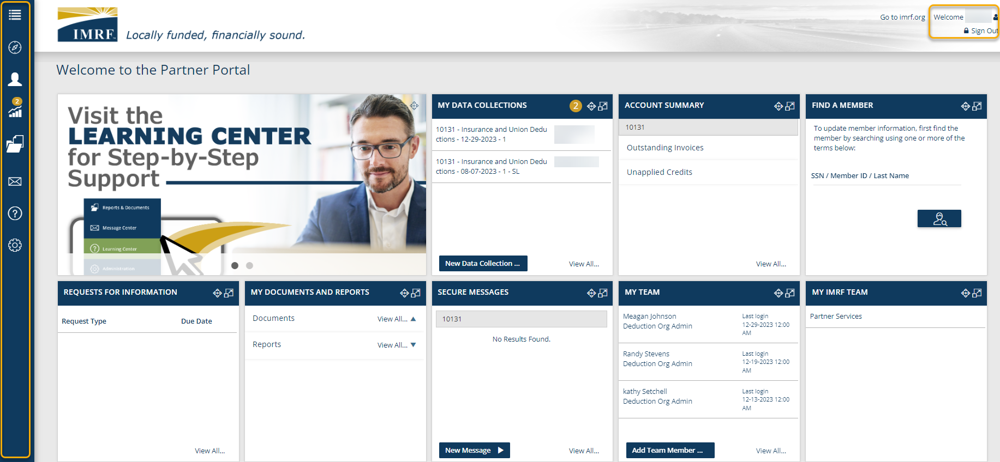 IMRF
Locally funded, financially sound.
Go to imrf.org
Welcome
Sign Out
2
Welcome to the Partner Portal
Visit the
LEARNING CENTER
for Step-by-Step
Support
Reports & Documents
Message Center
Learning Center
Administration
MY DATA COLLECTIONS
2
10131 - Insurance and Union Dedu
ctions - 12-29-2023 - 1
10131 - Insurance and Union Dedu
ctions - 08-07-2023 - 1 - SL
New Data Collection ...
View All...
ACCOUNT SUMMARY
10131
Outstanding Invoices
Unapplied Credits
View All...
FIND A MEMBER
To update member information, first find the
member by searching using one or more of the
terms below:
SSN / Member ID / Last Name
REQUESTS FOR INFORMATION
Request Type
Due Date
View All...
MY DOCUMENTS AND REPORTS
Documents
View All...
Reports
View All...
SECURE MESSAGES
10131
No Results Found.
New Message
View All...
MY TEAM
Meagan Johnson
Deduction Org Admin
Last login
12-29-2023 12:00
AM
Randy Stevens
Deduction Org Admin
Last login
12-19-2023 12:00
AM
kathy Setchell
Deduction Org Admin
Last login
12-13-2023 12:00
AM
Add Team Member ...
View All...
MY IMRF TEAM
Partner Services